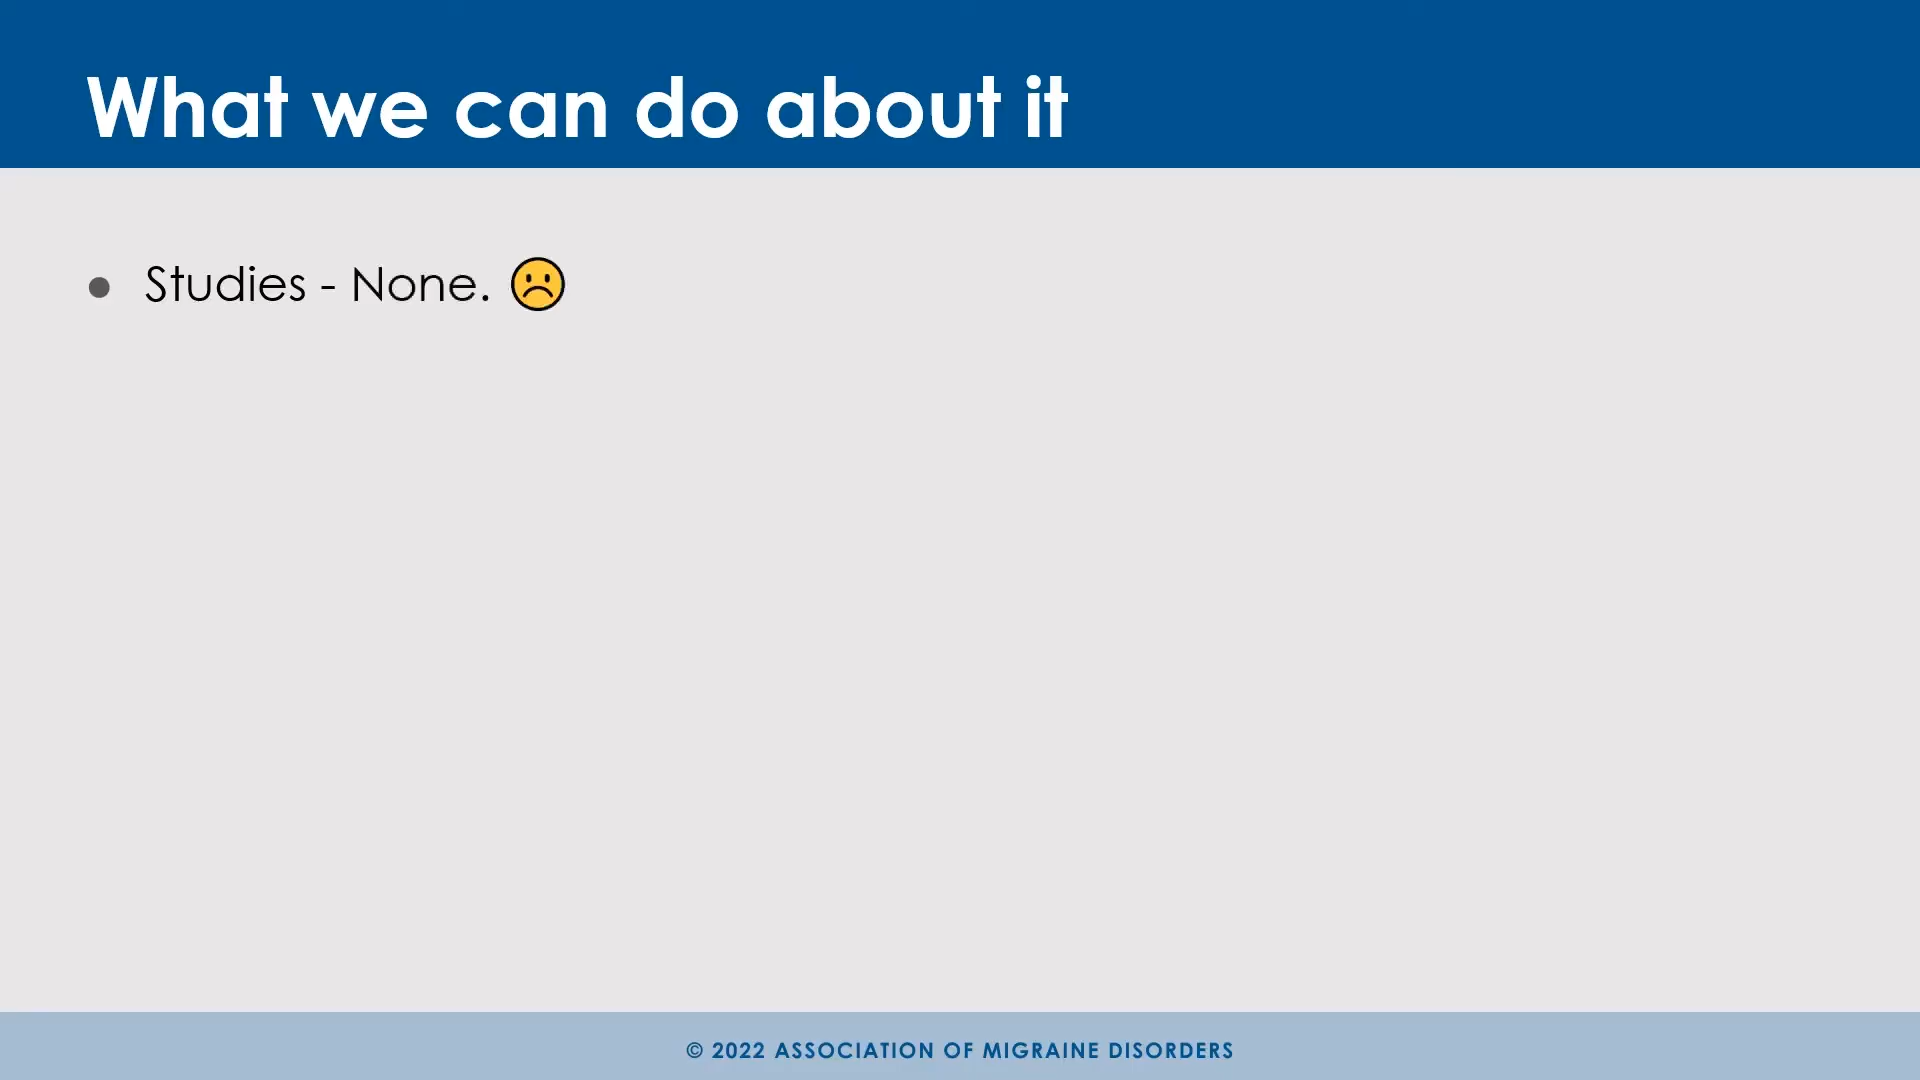 What we can do about it
● Studies - None. ☹️
© 2022 ASSOCIATION OF MIGRAINE DISORDERS